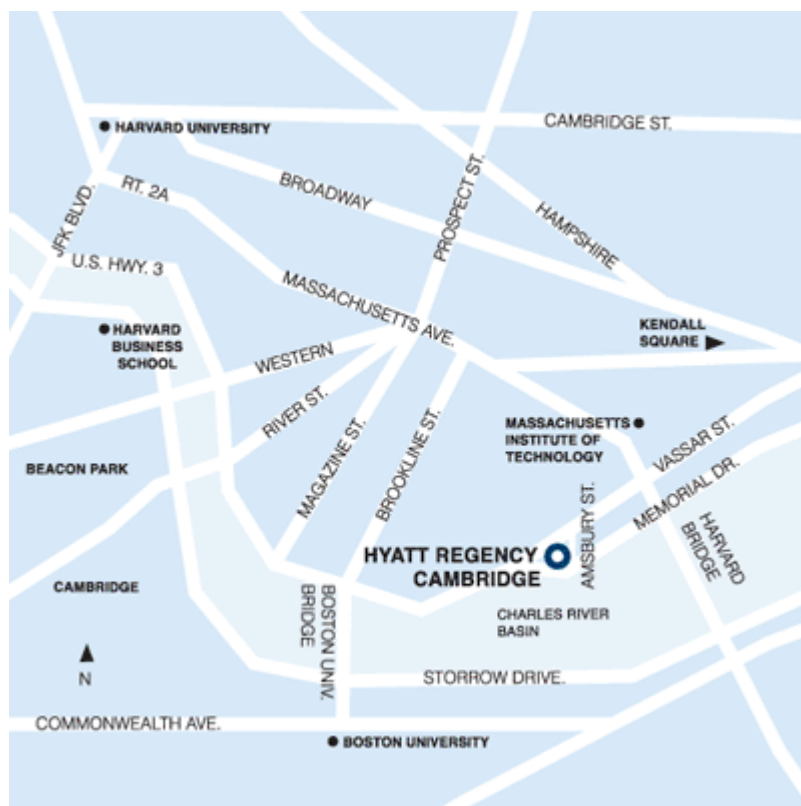 HARVARD UNIVERSITY
CAMBRIDGE ST.
RT. 2A
BROADWAY
PROSPECT ST.
HAMPSHIRE
JFK BLVD.
U.S. HWY. 3
MASSACHUSETTS AVE.
HARVARD
BUSINESS
SCHOOL
KENDALL
SQUARE
WESTERN
RIVER ST.
MAGAZINE ST.
BROOKLINE ST.
MASSACHUSETTS
INSTITUTE OF
TECHNOLOGY
VASSAR ST.
MEMORIAL DR.
BEACON PARK
AMSBURY ST.
HARVARD
BRIDGE
HYATT REGENCY
CAMBRIDGE
CAMBRIDGE
BOSTON UNIV.
BRIDGE
CHARLES RIVER
BASIN
N
STORROW DRIVE.
COMMONWEALTH AVE.
BOSTON UNIVERSITY